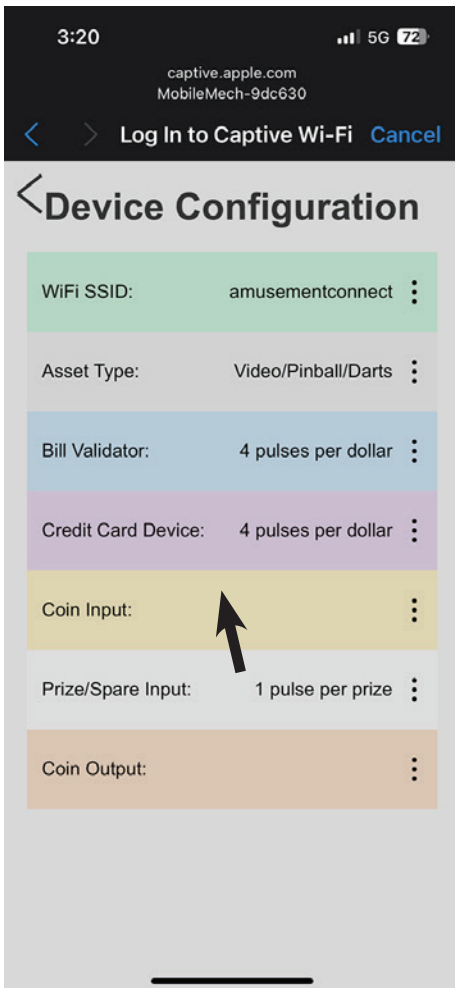 3:20 5G 72
captive.apple.com
MobileMech-9dc630
Log In to Captive Wi-Fi Cancel
Device Configuration
WiFi SSID: amusementconnect
Asset Type: Video/Pinball/Darts
Bill Validator: 4 pulses per dollar
Credit Card Device: 4 pulses per dollar
Coin Input:
Prize/Spare Input: 1 pulse per prize
Coin Output: